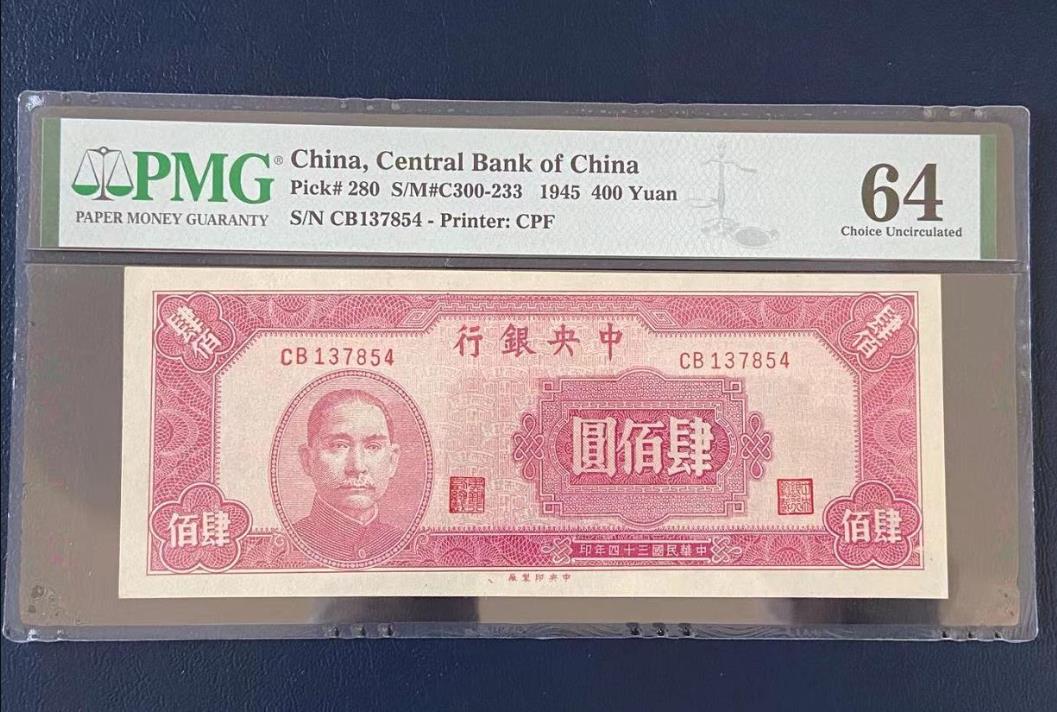 PMG®
PAPER MONEY GUARANTY
China, Central Bank of China
Pick# 280 S/M#C300-233 1945 400 Yuan
S/N CB137854 - Printer: CPF
64
Choice Uncirculated
肆佰
肆佰
行銀央中
CB137854
CB137854
圓佰肆
佰肆
佰肆
印年四十三國民華中
廠製印央中